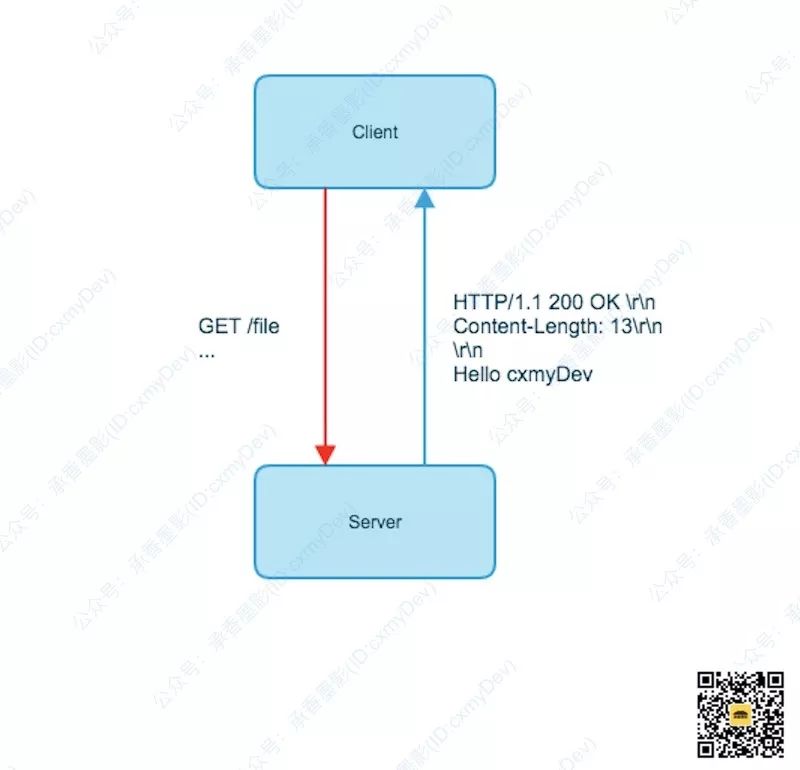 Client
GET /file
...
HTTP/1.1 200 OK \r\n
Content-Length: 13\r\n
\r\n
Hello cxmyDev
Server
公众号：承香墨影(ID:cxmyDev)